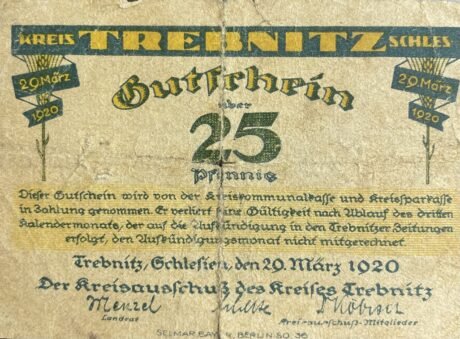 KREIS TREBNITZ SCHLES
29. März 1920
29. März 1920
Gutschein
über
25
Pfennig
Dieser Gutschein wird von der Kreiskommunalkasse und Kreissparkasse
in Zahlung genommen. Er verliert seine Gültigkeit nach Ablauf des dritten
Kalendermonats, der auf die Aufkündigung in den Trebnitzer Zeitungen
erfolgt, den Aufkündigungsmonat nicht mitgerechnet.
Trebnitz, Schlesien, den 29. März 1920
Der Kreisausschuß des Kreises Trebnitz
Menzel
Landrat
Kreisausschuß-Mitglieder
SELMAR BAYER, BERLIN SO 36